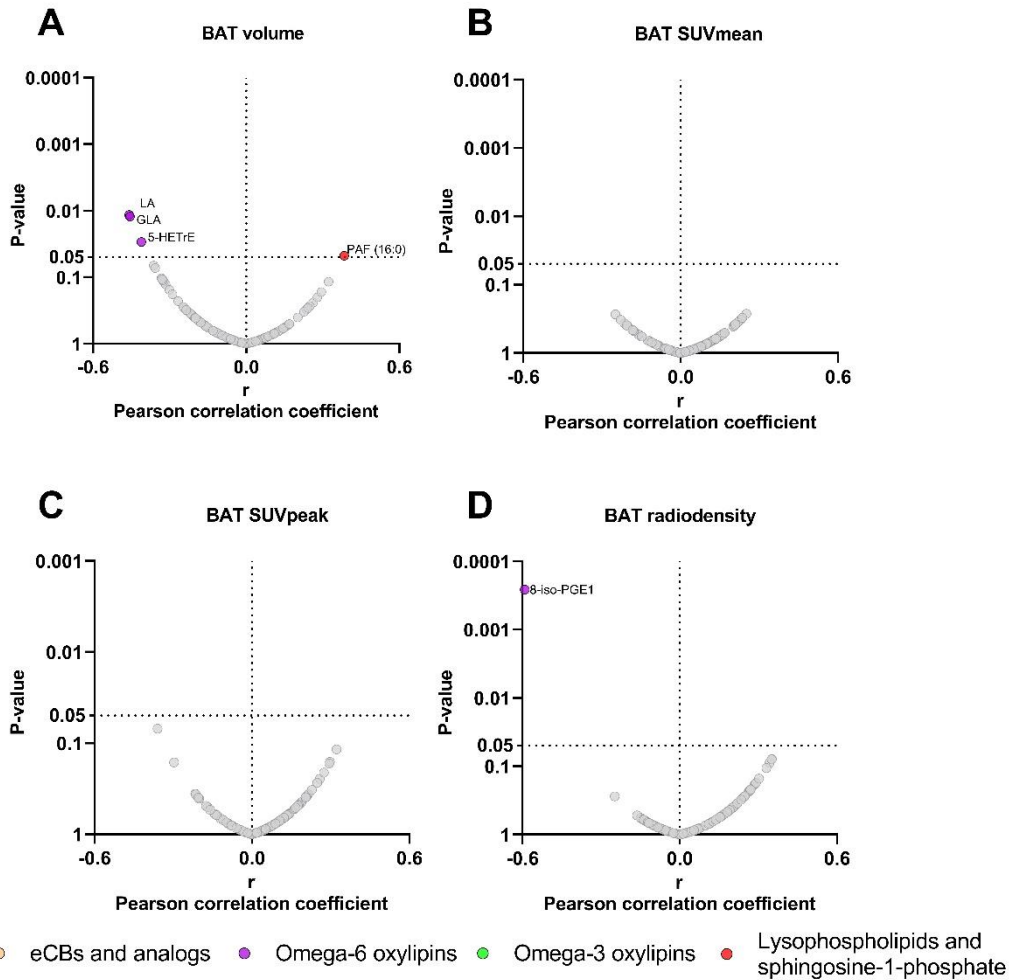 A
BAT volume
0.0001
0.001
0.01
0.05
0.1
1
P-value
LA
GLA
5-HETrE
PAF (16:0)
-0.6
0.0
0.6
r
Pearson correlation coefficient
B
BAT SUVmean
0.0001
0.001
0.01
0.05
0.1
1
P-value
-0.6
0.0
0.6
r
Pearson correlation coefficient
C
BAT SUVpeak
0.001
0.01
0.05
0.1
1
P-value
-0.6
0.0
0.6
r
Pearson correlation coefficient
D
BAT radiodensity
0.0001
0.001
0.01
0.05
0.1
1
P-value
8-iso-PGE1
-0.6
0.0
0.6
r
Pearson correlation coefficient
eCBs and analogs
Omega-6 oxylipins
Omega-3 oxylipins
Lysophospholipids and
sphingosine-1-phosphate